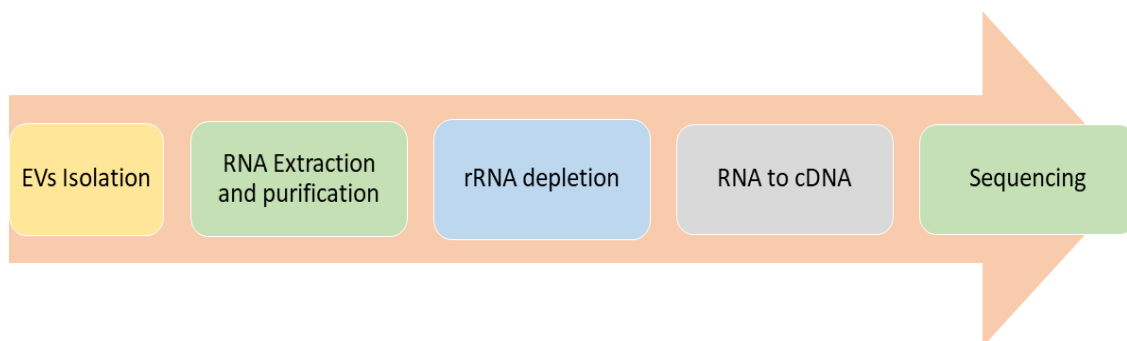 EVs Isolation
RNA Extraction
and purification
rRNA depletion
RNA to cDNA
Sequencing